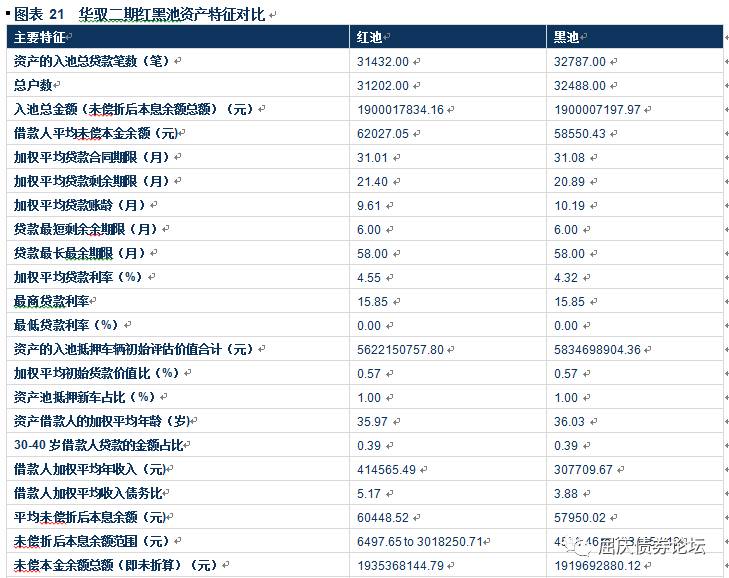 图表 21 华驭二期红黑池资产特征对比
主要特征 红池 黑池
资产的入池总贷款笔数（笔） 31432.00 32787.00
总户数 31202.00 32488.00
入池总金额（未偿折后本息余额总额）（元） 1900017834.16 1900007197.97
借款人平均未偿本金余额（元) 62027.05 58550.43
加权平均贷款合同期限（月） 31.01 31.08
加权平均贷款剩余期限（月） 21.40 20.89
加权平均贷款账龄（月） 9.61 10.19
贷款最短剩余全期限（月） 6.00 6.00
贷款最长最全期限（月） 58.00 58.00
加权平均贷款利率（%） 4.55 4.32
最商贷款利率 15.85 15.85
最低贷款利率（%） 0.00 0.00
资产的入池抵押车辆初始评估价值合计（元） 5622150757.80 5834698904.36
加权平均初始贷款价值比（%） 0.57 0.57
资产池抵押新车占比（%） 1.00 1.00
资产借款人的加权平均年龄（岁) 35.97 36.03
30-40 岁借款人贷款的金额占比 0.39 0.39
借款人加权平均年收入（元) 414565.49 307709.67
借款人加权平均收入债务比 5.17 3.88
平均未偿折后本息余额（元) 60448.52 57950.02
未偿折后本息余额范围（元） 6497.65 to 3018250.71
未偿本金余额总额（即未折算）（元） 1935368144.79 1919692880.12
屈庆债券论坛